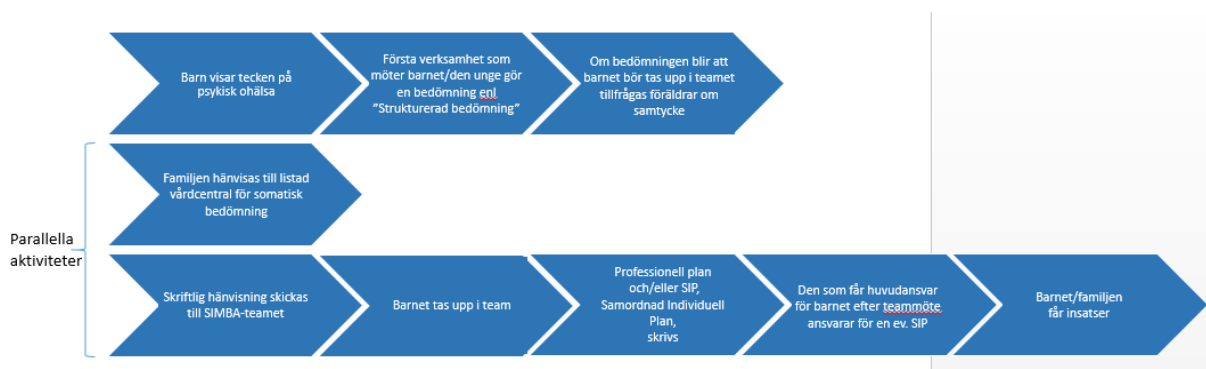 Barn visar tecken på
psykisk ohälsa
Första verksamhet som
möter barnet/den unge gör
en bedömning enl
”Strukturerad bedömning”
Om bedömningen blir att
barnet bör tas upp i teamet
tillfrågas föräldrar om
samtycke
Parallella
aktiviteter
Familjen hänvisas till listad
vårdcentral för somatisk
bedömning
Skriftlig hänvisning skickas
till SIMBA-teamet
Barnet tas upp i team
Professionell plan
och/eller SIP,
Samordnad Individuell
Plan,
skrivs
Den som får huvudansvar
för barnet efter teammöte
ansvarar för en ev. SIP
Barnet/familjen
får insatser